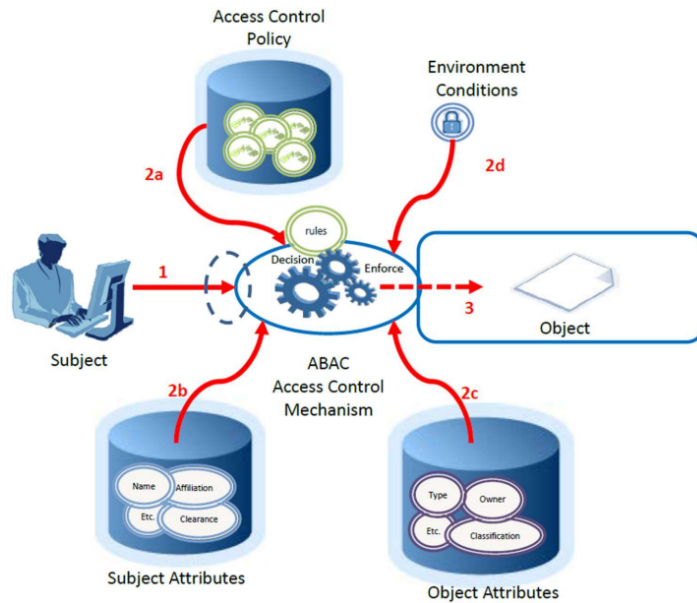 Access Control
Policy
Environment
Conditions
2a
2d
rules
Decision
Enforce
1
3
Subject
Object
ABAC
Access Control
Mechanism
2b
2c
Name
Affiliation
Etc.
Clearance
Type
Owner
Etc.
Classification
Subject Attributes
Object Attributes